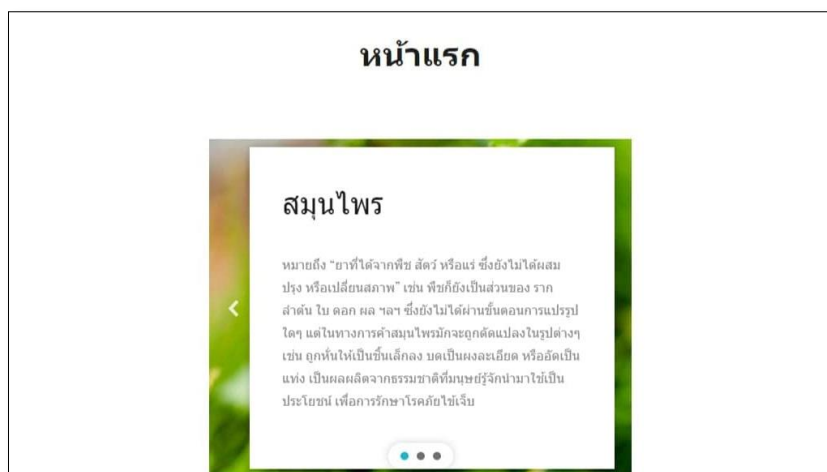 หน้าแรก
สมุนไพร
หมายถึง “ยาที่ได้จากพืช สัตว์ หรือแร่ ซึ่งยังไม่ได้ผสม
ปรุง หรือเปลี่ยนสภาพ” เช่น พืชก็ยังเป็นส่วนของ ราก
ลำต้น ใบ ดอก ผล ฯลฯ ซึ่งยังไม่ได้ผ่านขั้นตอนการแปรรูป
ใดๆ แต่ในทางการค้าสมุนไพรมักจะถูกดัดแปลงในรูปต่างๆ
เช่น ถูกหั่นให้เป็นชิ้นเล็กลง บดเป็นผงละเอียด หรืออัดเป็น
แท่ง เป็นผลผลิตจากธรรมชาติที่มนุษย์รู้จักนำมาใช้เป็น
ประโยชน์ เพื่อการรักษาโรคภัยไข้เจ็บ